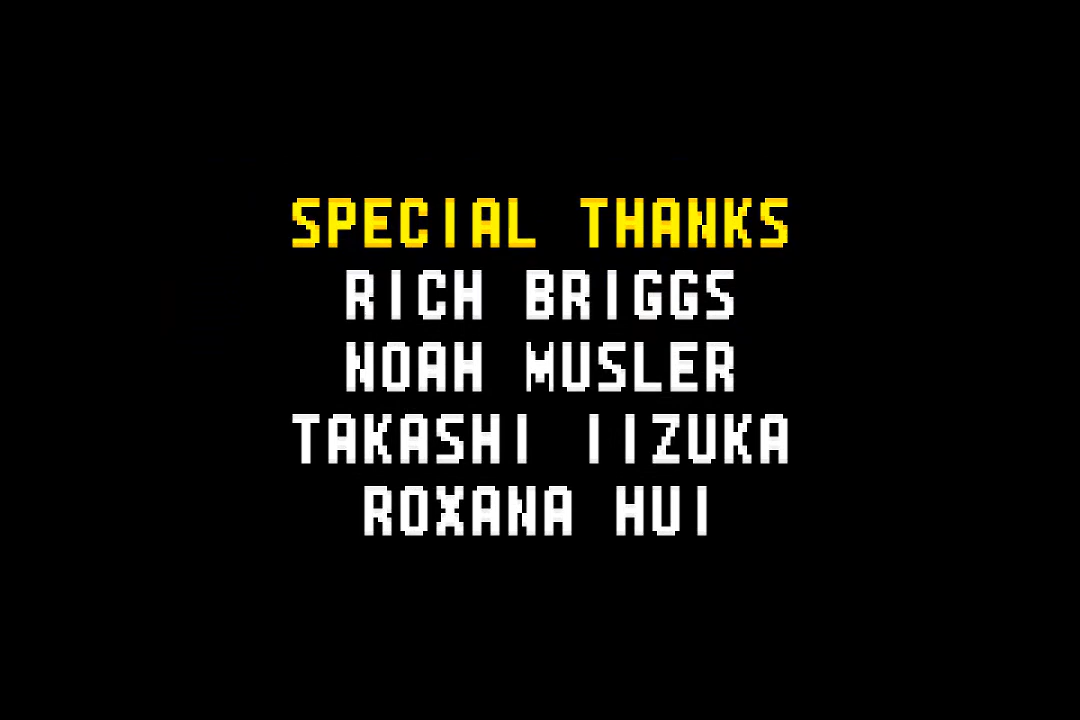 SPECIAL THANKS
RICH BRIGGS
NOAH MUSLER
TAKASHI IIZUKA
ROXANA HUI